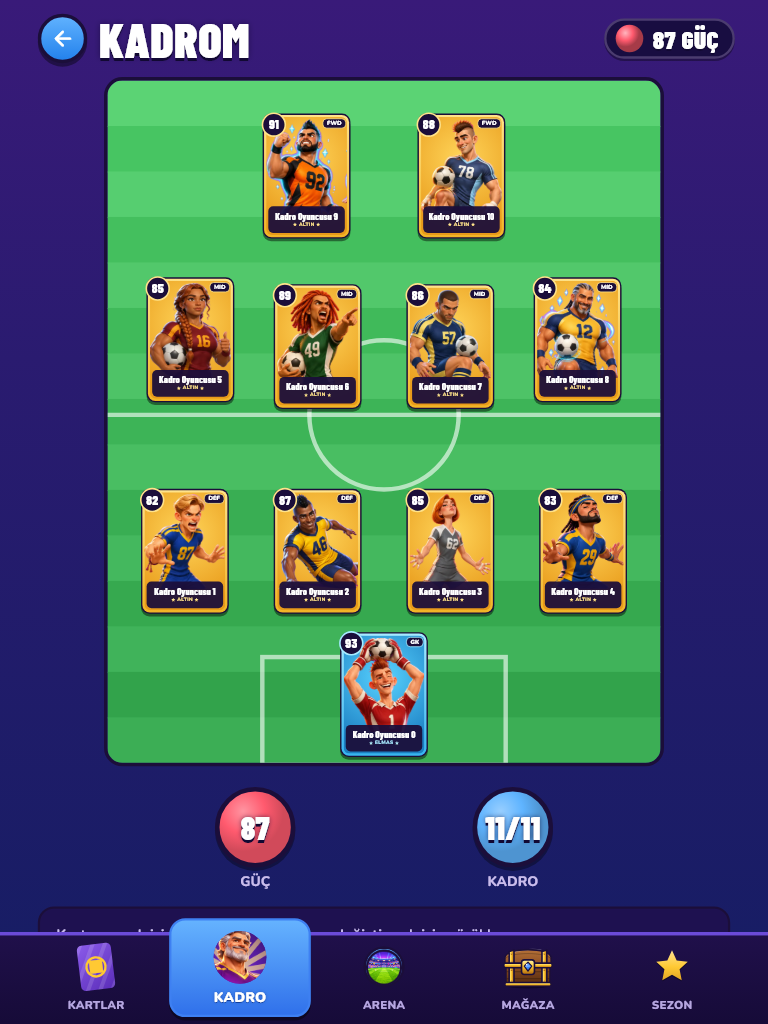 KADROM
87 GÜÇ
91 FWD
92
Kadro Oyuncusu 9
★ ALTIN ★
88 FWD
78
Kadro Oyuncusu 10
★ ALTIN ★
85 MID
16
Kadro Oyuncusu 5
★ ALTIN ★
89 MID
49
Kadro Oyuncusu 6
★ ALTIN ★
86 MID
57
Kadro Oyuncusu 7
★ ALTIN ★
84 MID
12
Kadro Oyuncusu 8
★ ALTIN ★
82 DEF
87
Kadro Oyuncusu 1
★ ALTIN ★
87 DEF
46
Kadro Oyuncusu 2
★ ALTIN ★
85 DEF
62
Kadro Oyuncusu 3
★ ALTIN ★
83 DEF
29
Kadro Oyuncusu 4
★ ALTIN ★
93 GK
1
Kadro Oyuncusu 0
★ ELMAS ★
87
GÜÇ
11/11
KADRO
KARTLAR
KADRO
ARENA
MAĞAZA
SEZON